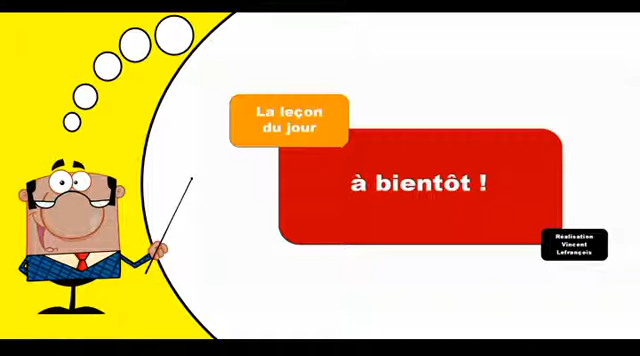 La leçon
du jour
à bientôt !
Réalisation
Vincent
Lefrançois